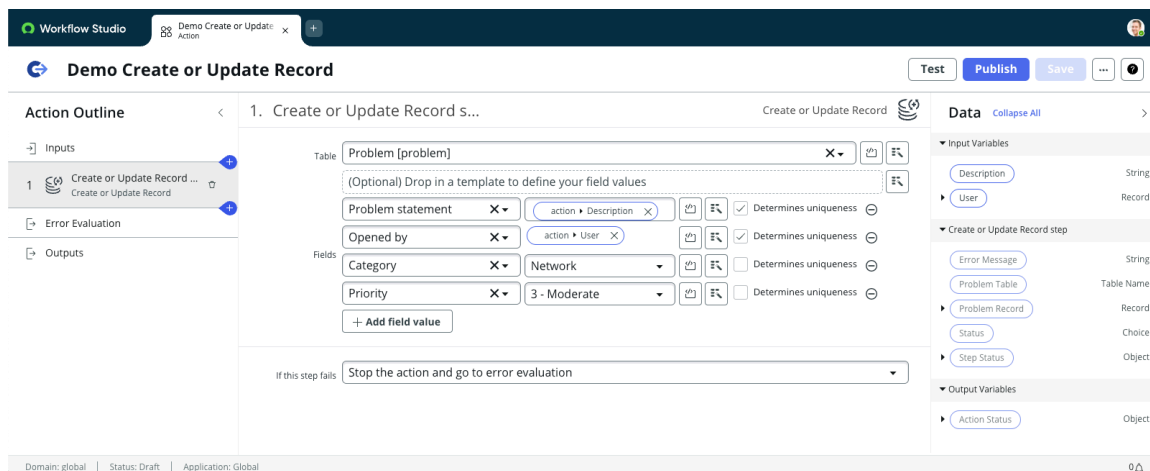 Workflow Studio
Demo Create or Update
Action
Demo Create or Update Record
Test
Publish
Save
Action Outline
Inputs
1
Create or Update Record ...
Create or Update Record
Error Evaluation
Outputs
1. Create or Update Record s...
Create or Update Record
Table
Problem [problem]
(Optional) Drop in a template to define your field values
Fields
Problem statement
action ▸ Description
Determines uniqueness
Opened by
action ▸ User
Determines uniqueness
Category
Network
Determines uniqueness
Priority
3 - Moderate
Determines uniqueness
+ Add field value
If this step fails
Stop the action and go to error evaluation
Data
Collapse All
Input Variables
Description String
User Record
Create or Update Record step
Error Message String
Problem Table Table Name
Problem Record Record
Status Choice
Step Status Object
Output Variables
Action Status Object
Domain: global | Status: Draft | Application: Global
0